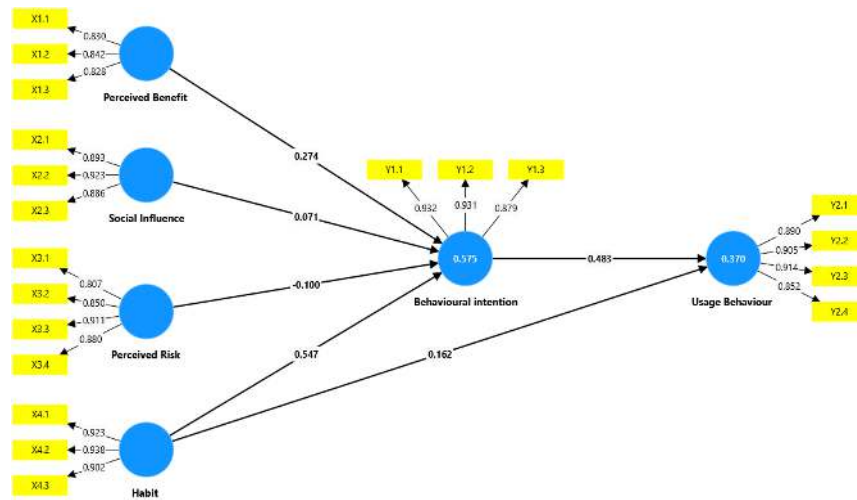 X1.1
0.830
X1.2
0.842
X1.3
0.828
Perceived Benefit
X2.1
0.893
X2.2
0.923
X2.3
0.886
Social Influence
X3.1
0.807
X3.2
0.850
X3.3
0.911
X3.4
0.880
Perceived Risk
X4.1
0.923
X4.2
0.938
X4.3
0.902
Habit
0.274
0.071
-0.100
0.547
0.162
Y1.1
Y1.2
Y1.3
0.932
0.931
0.879
0.575
Behavioural intention
0.483
0.370
Usage Behaviour
Y2.1
0.890
Y2.2
0.905
Y2.3
0.914
Y2.4
0.852